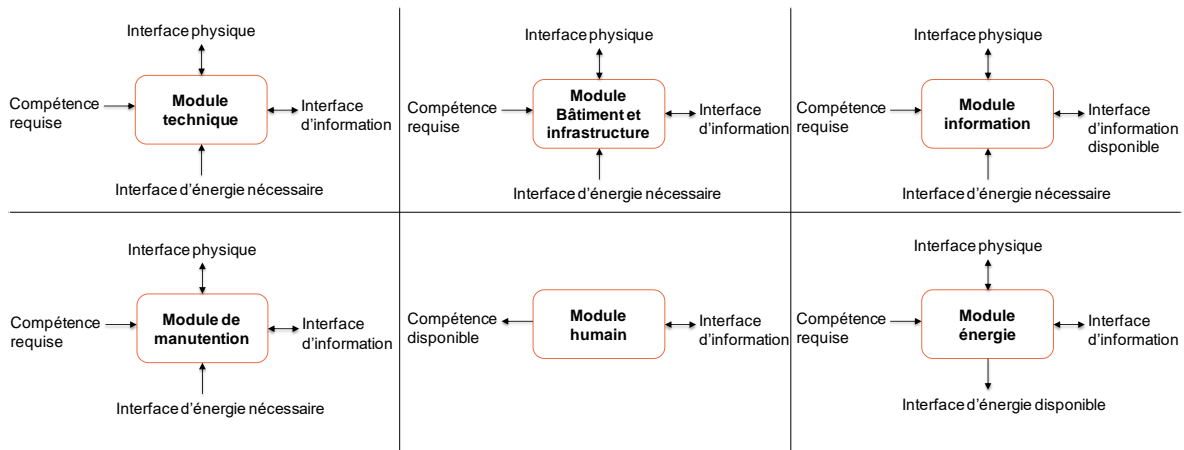 Interface physique
Compétence
requise
Module
technique
Interface
d'information
Interface d'énergie nécessaire
Interface physique
Compétence
requise
Module
Bâtiment et
infrastructure
Interface
d'information
Interface d'énergie nécessaire
Interface physique
Compétence
requise
Module
information
Interface
d'information
disponible
Interface d'énergie nécessaire
Interface physique
Compétence
requise
Module de
manutention
Interface
d'information
Interface d'énergie nécessaire
Compétence
disponible
Module
humain
Interface
d'information
Interface physique
Compétence
requise
Module
énergie
Interface
d'information
Interface d'énergie disponible